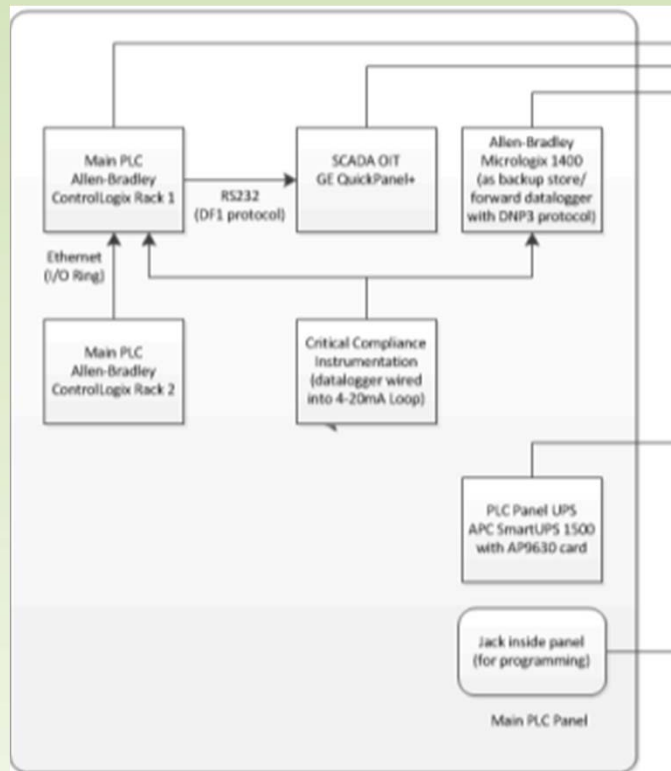 Main PLC
Allen-Bradley
ControlLogix Rack 1
RS232
(DF1 protocol)
SCADA OIT
GE QuickPanel+
Allen-Bradley
Micrologix 1400
(as backup store/
forward datalogger
with DNP3 protocol)
Ethernet
(I/O Ring)
Main PLC
Allen-Bradley
ControlLogix Rack 2
Critical Compliance
Instrumentation
(datalogger wired
into 4-20mA Loop)
PLC Panel UPS
APC SmartUPS 1500
with AP9630 card
Jack inside panel
(for programming)
Main PLC Panel